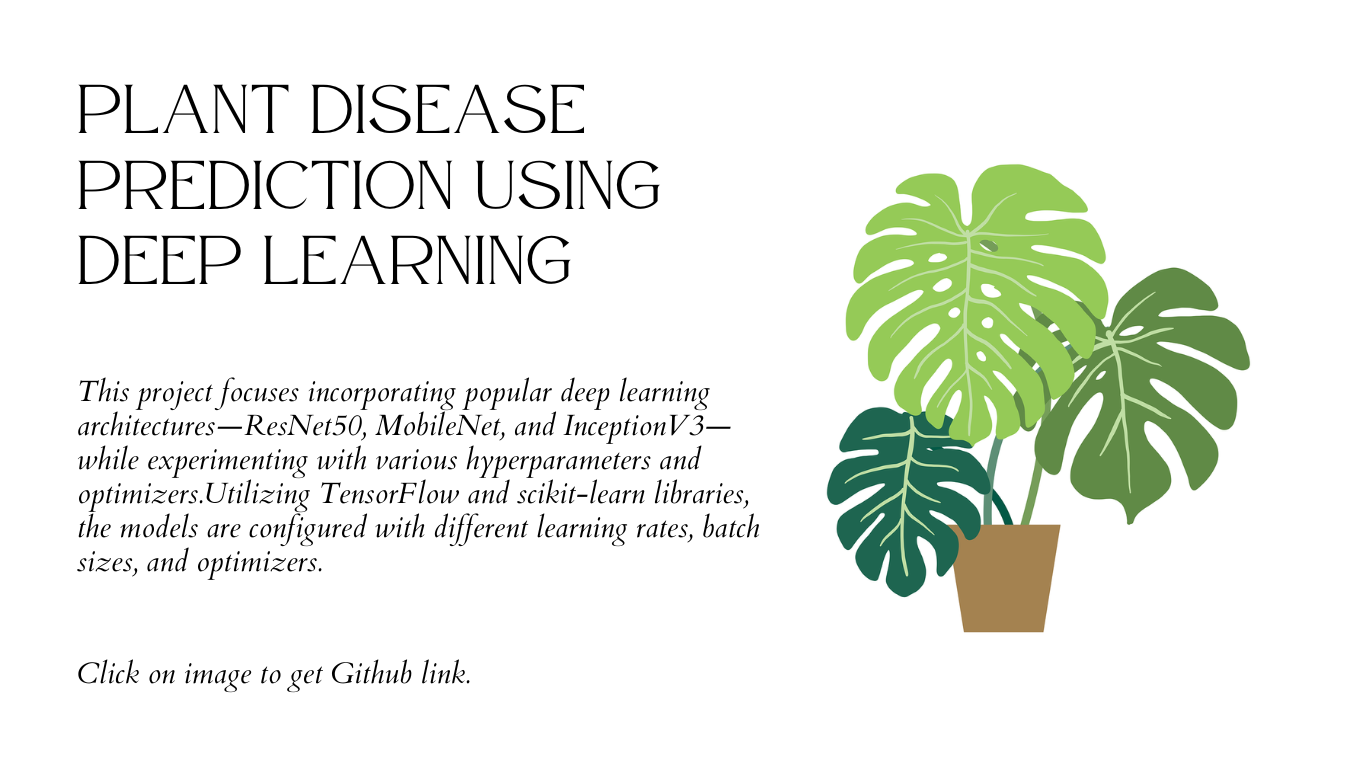 PLANT DISEASE
PREDICTION USING
DEEP LEARNING
This project focuses incorporating popular deep learning
architectures—ResNet50, MobileNet, and InceptionV3—
while experimenting with various hyperparameters and
optimizers.Utilizing TensorFlow and scikit-learn libraries,
the models are configured with different learning rates, batch
sizes, and optimizers.
Click on image to get Github link.